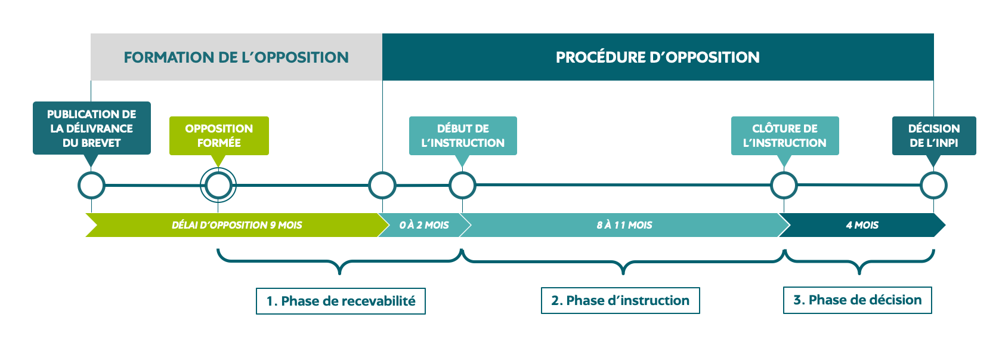 FORMATION DE L’OPPOSITION
PROCÉDURE D’OPPOSITION
PUBLICATION DE
LA DÉLIVRANCE
DU BREVET
OPPOSITION
FORMÉE
DÉBUT DE
L’INSTRUCTION
CLÔTURE DE
L’INSTRUCTION
DÉCISION
DE L’INPI
DÉLAI D’OPPOSITION 9 MOIS
0 À 2 MOIS
8 À 11 MOIS
4 MOIS
1. Phase de recevabilité
2. Phase d’instruction
3. Phase de décision